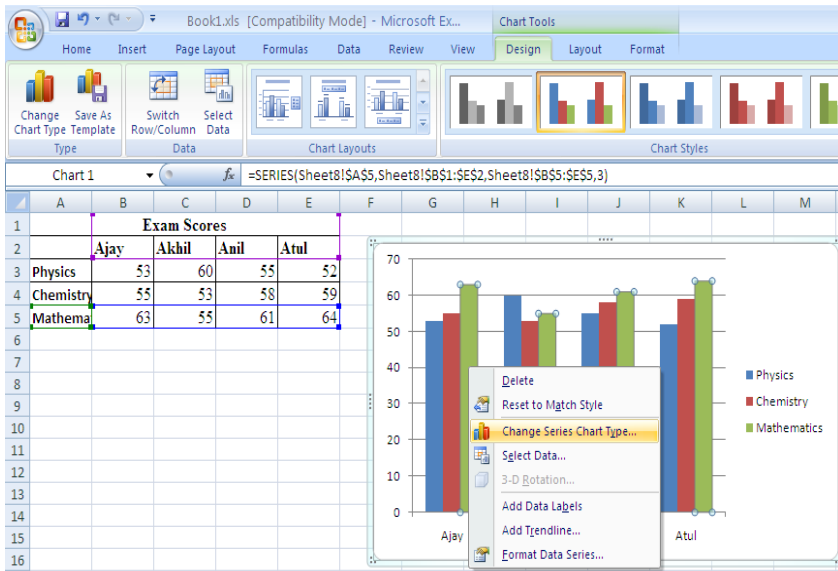 Book1.xls [Compatibility Mode] - Microsoft Ex...
Chart Tools
Home Insert Page Layout Formulas Data Review View Design Layout Format
Change Chart Type
Save As Template
Switch Row/Column
Select Data
Type Data Chart Layouts Chart Styles
Chart 1 fx =SERIES(Sheet8!$A$5,Sheet8!$B$1:$E$2,Sheet8!$B$5:$E$5,3)
A B C D E F G H I J K L M
1 Exam Scores
2 Ajay Akhil Anil Atul
3 Physics 53 60 55 52
4 Chemistry 55 53 58 59
5 Mathema 63 55 61 64
6
7
8
9
10
11
12
13
14
15
16
70
60
50
40
30
20
10
0
Ajay
Atul
Physics
Chemistry
Mathematics
Delete
Reset to Match Style
Change Series Chart Type...
Select Data...
3-D Rotation...
Add Data Labels
Add Trendline...
Format Data Series...